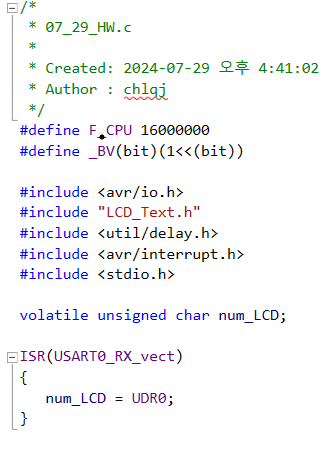 /*
 * 07_29_HW.c
 *
 * Created: 2024-07-29 오후 4:41:02
 * Author : chlqj
 */
#define F_CPU 16000000
#define _BV(bit)(1<<(bit))
#include <avr/io.h>
#include "LCD_Text.h"
#include <util/delay.h>
#include <avr/interrupt.h>
#include <stdio.h>
volatile unsigned char num_LCD;
ISR(USART0_RX_vect)
{
   num_LCD = UDR0;
}